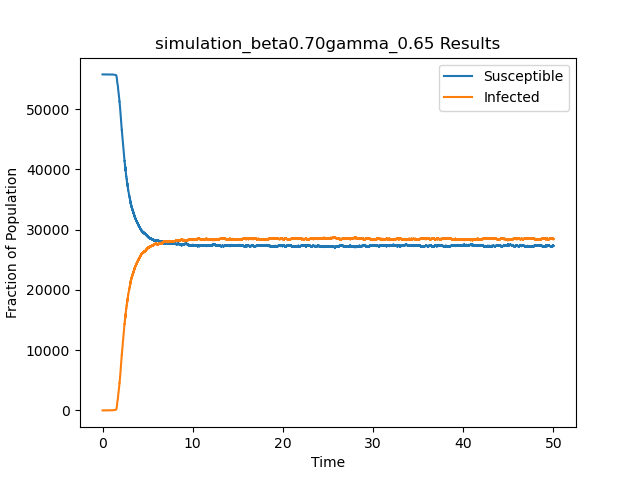 simulation_beta0.70gamma_0.65 Results
Susceptible
Infected
Fraction of Population
50000
40000
30000
20000
10000
0
0 10 20 30 40 50
Time